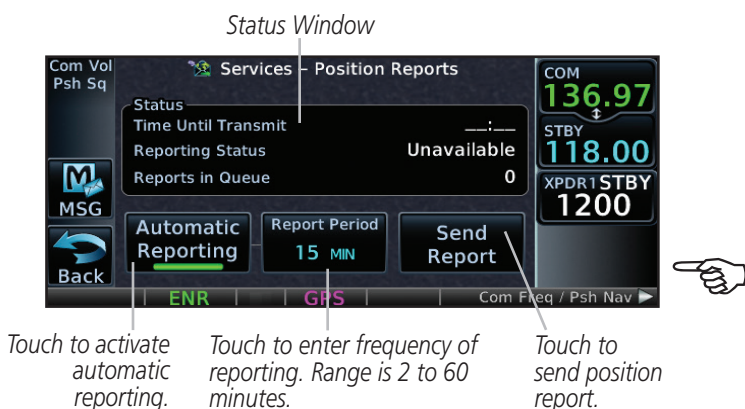 Status Window
Com Vol
Psh Sq
Services – Position Reports
COM
136.97
Status
Time Until Transmit __:__
STBY
118.00
Reporting Status Unavailable
Reports in Queue 0
XPDR1 STBY
1200
MSG
Automatic
Reporting
Report Period
15 MIN
Send
Report
Back
ENR GPS Com Freq / Psh Nav
Touch to activate
automatic
reporting.
Touch to enter frequency of
reporting. Range is 2 to 60
minutes.
Touch to
send position
report.